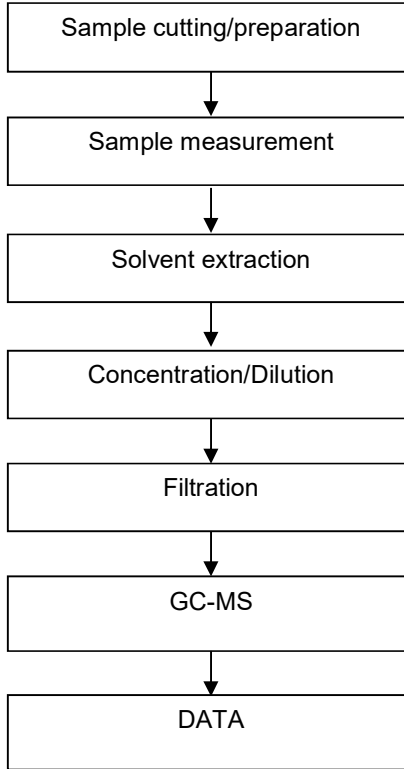 Sample cutting/preparation
Sample measurement
Solvent extraction
Concentration/Dilution
Filtration
GC-MS
DATA